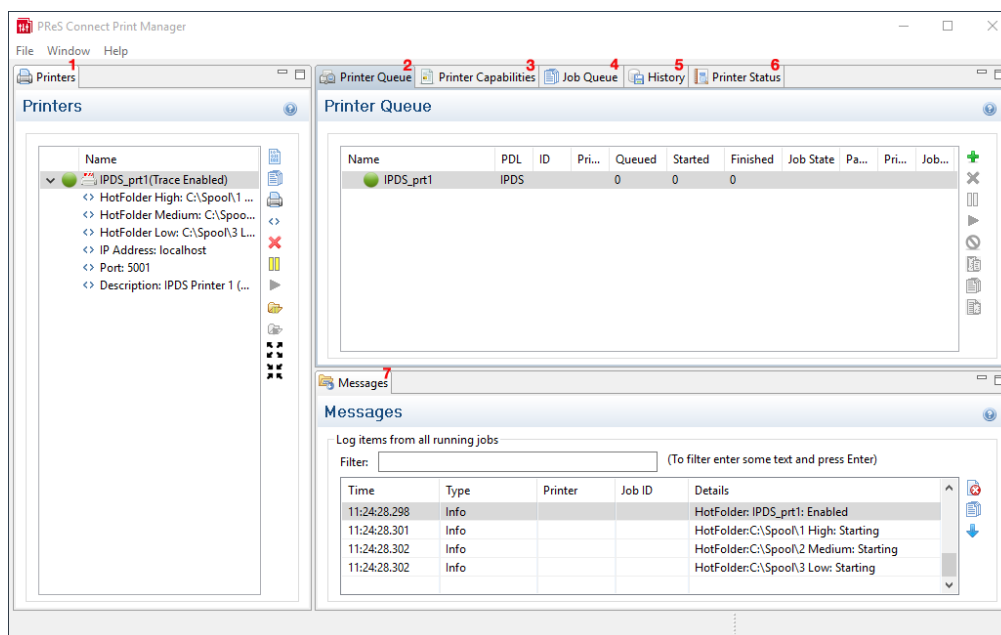 PReS Connect Print Manager
File Window Help
Printers 1
Printers
Name
IPDS_prt1(Trace Enabled)
<> HotFolder High: C:\Spool\1 ...
<> HotFolder Medium: C:\Spoo...
<> HotFolder Low: C:\Spool\3 L...
<> IP Address: localhost
<> Port: 5001
<> Description: IPDS Printer 1 (...
Printer Queue 2 Printer Capabilities 3 Job Queue 4 History 5 Printer Status 6
Printer Queue
Name PDL ID Pri... Queued Started Finished Job State Pa... Pri... Job...
IPDS_prt1 IPDS 0 0 0
Messages 7
Messages
Log items from all running jobs
Filter: (To filter enter some text and press Enter)
Time Type Printer Job ID Details
11:24:28.298 Info HotFolder: IPDS_prt1: Enabled
11:24:28.301 Info HotFolder:C:\Spool\1 High: Starting
11:24:28.302 Info HotFolder:C:\Spool\2 Medium: Starting
11:24:28.302 Info HotFolder:C:\Spool\3 Low: Starting